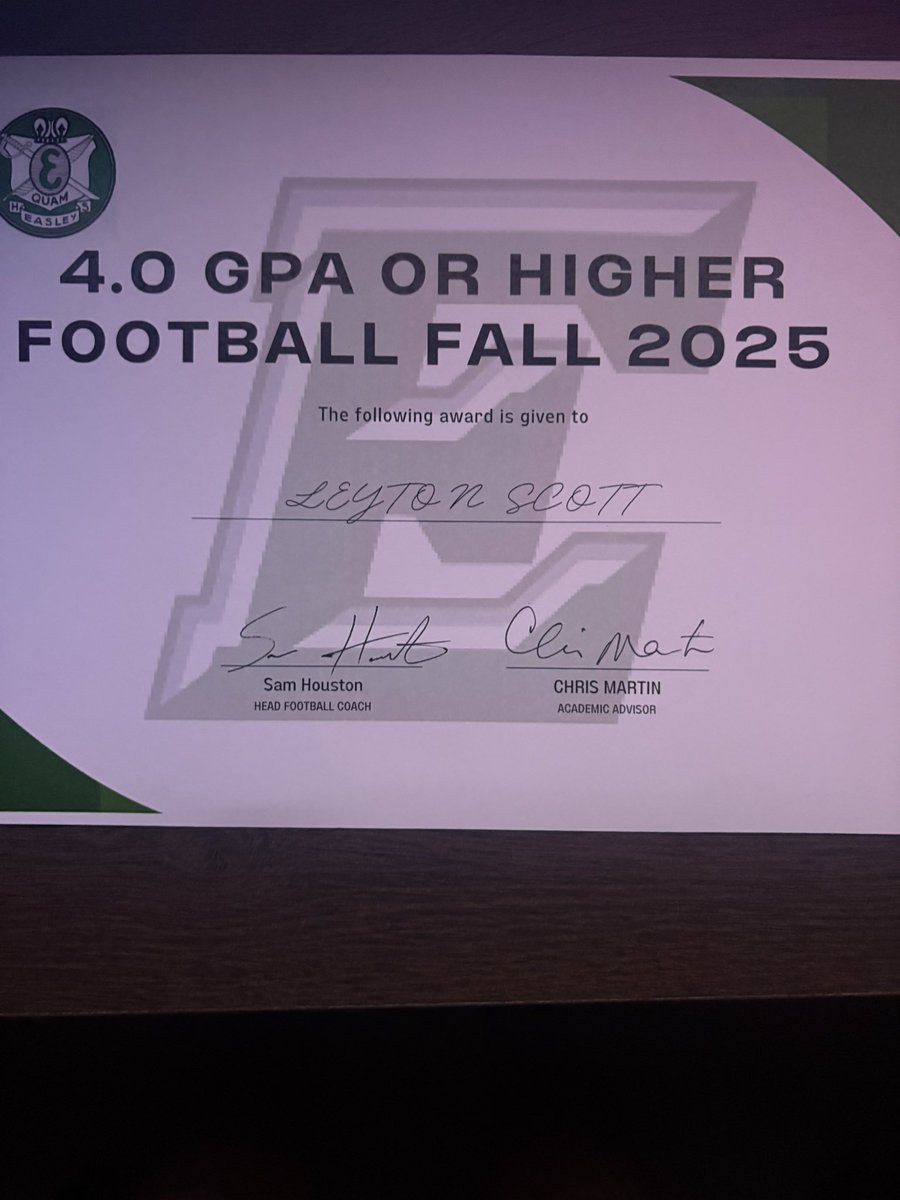 E
QUAM
H S
EASLEY
4.0 GPA OR HIGHER
FOOTBALL FALL 2025
The following award is given to
LEYTON SCOTT
Sam Houston
HEAD FOOTBALL COACH
CHRIS MARTIN
ACADEMIC ADVISOR